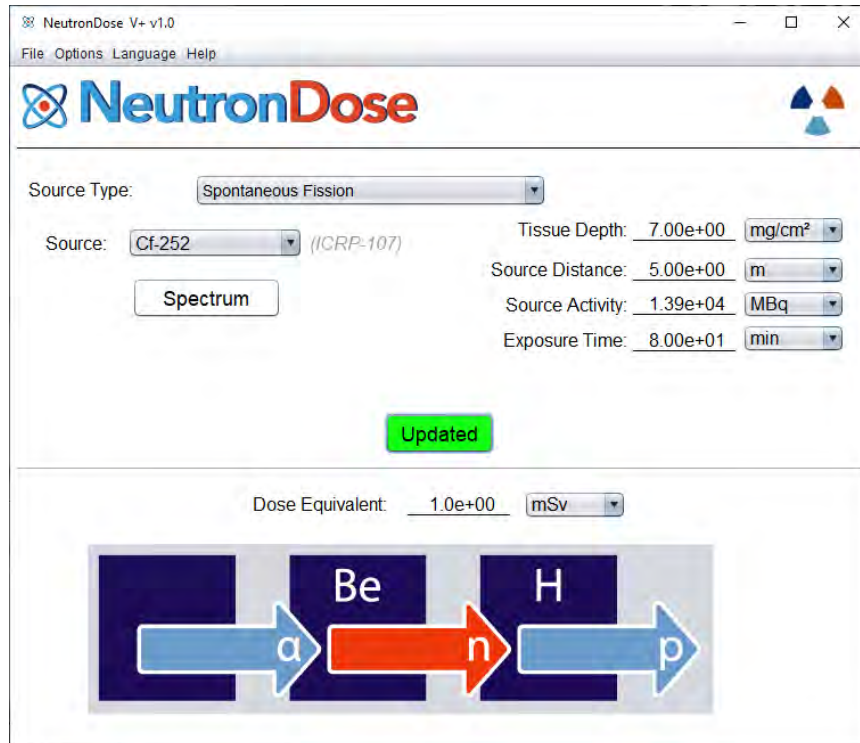 NeutronDose V+ v1.0
File Options Language Help
NeutronDose
Source Type: Spontaneous Fission
Source: Cf-252 (ICRP-107)
Spectrum
Tissue Depth: 7.00e+00 mg/cm²
Source Distance: 5.00e+00 m
Source Activity: 1.39e+04 MBq
Exposure Time: 8.00e+01 min
Updated
Dose Equivalent: 1.0e+00 mSv
Be H
α n p